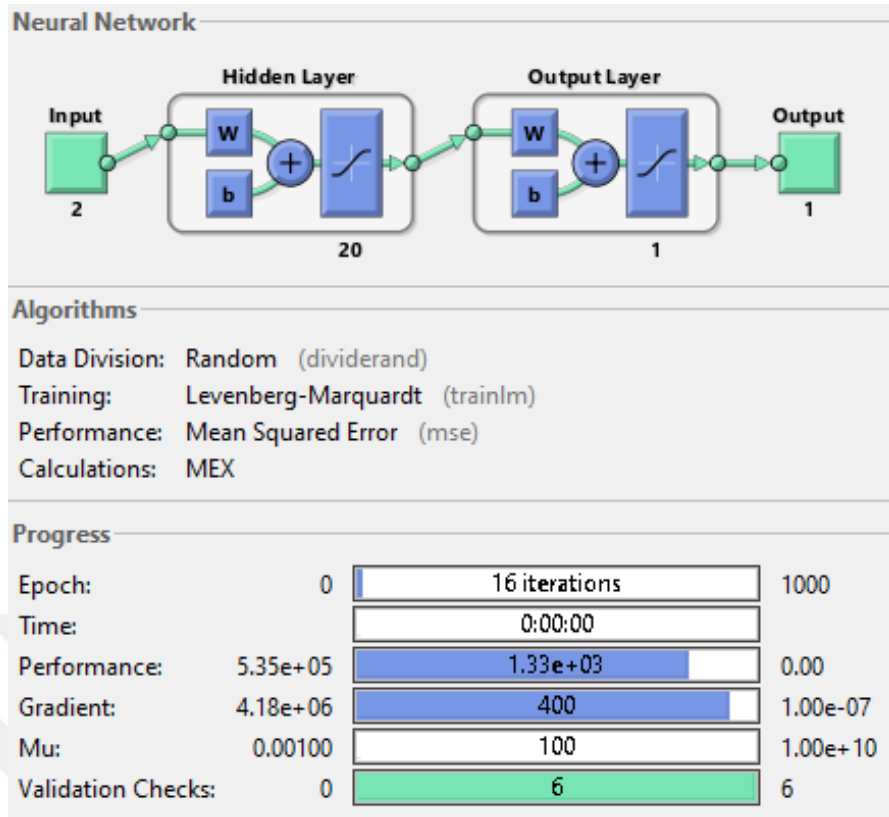 Neural Network
Hidden Layer Output Layer
Input Output
W W
+ +
b b
2 20 1 1
Algorithms
Data Division: Random (dividerand)
Training: Levenberg-Marquardt (trainlm)
Performance: Mean Squared Error (mse)
Calculations: MEX
Progress
Epoch: 0 16 iterations 1000
Time: 0:00:00
Performance: 5.35e+05 1.33e+03 0.00
Gradient: 4.18e+06 400 1.00e-07
Mu: 0.00100 100 1.00e+10
Validation Checks: 0 6 6